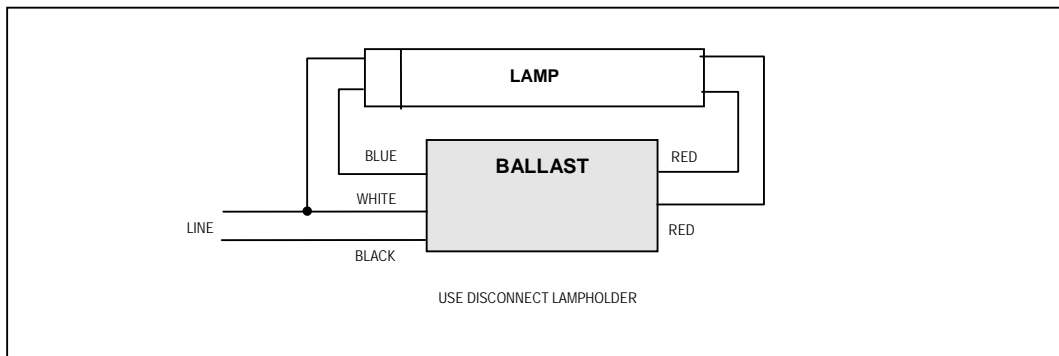 LAMP
BLUE
BALLAST
RED
WHITE
LINE
RED
BLACK
USE DISCONNECT LAMPHOLDER